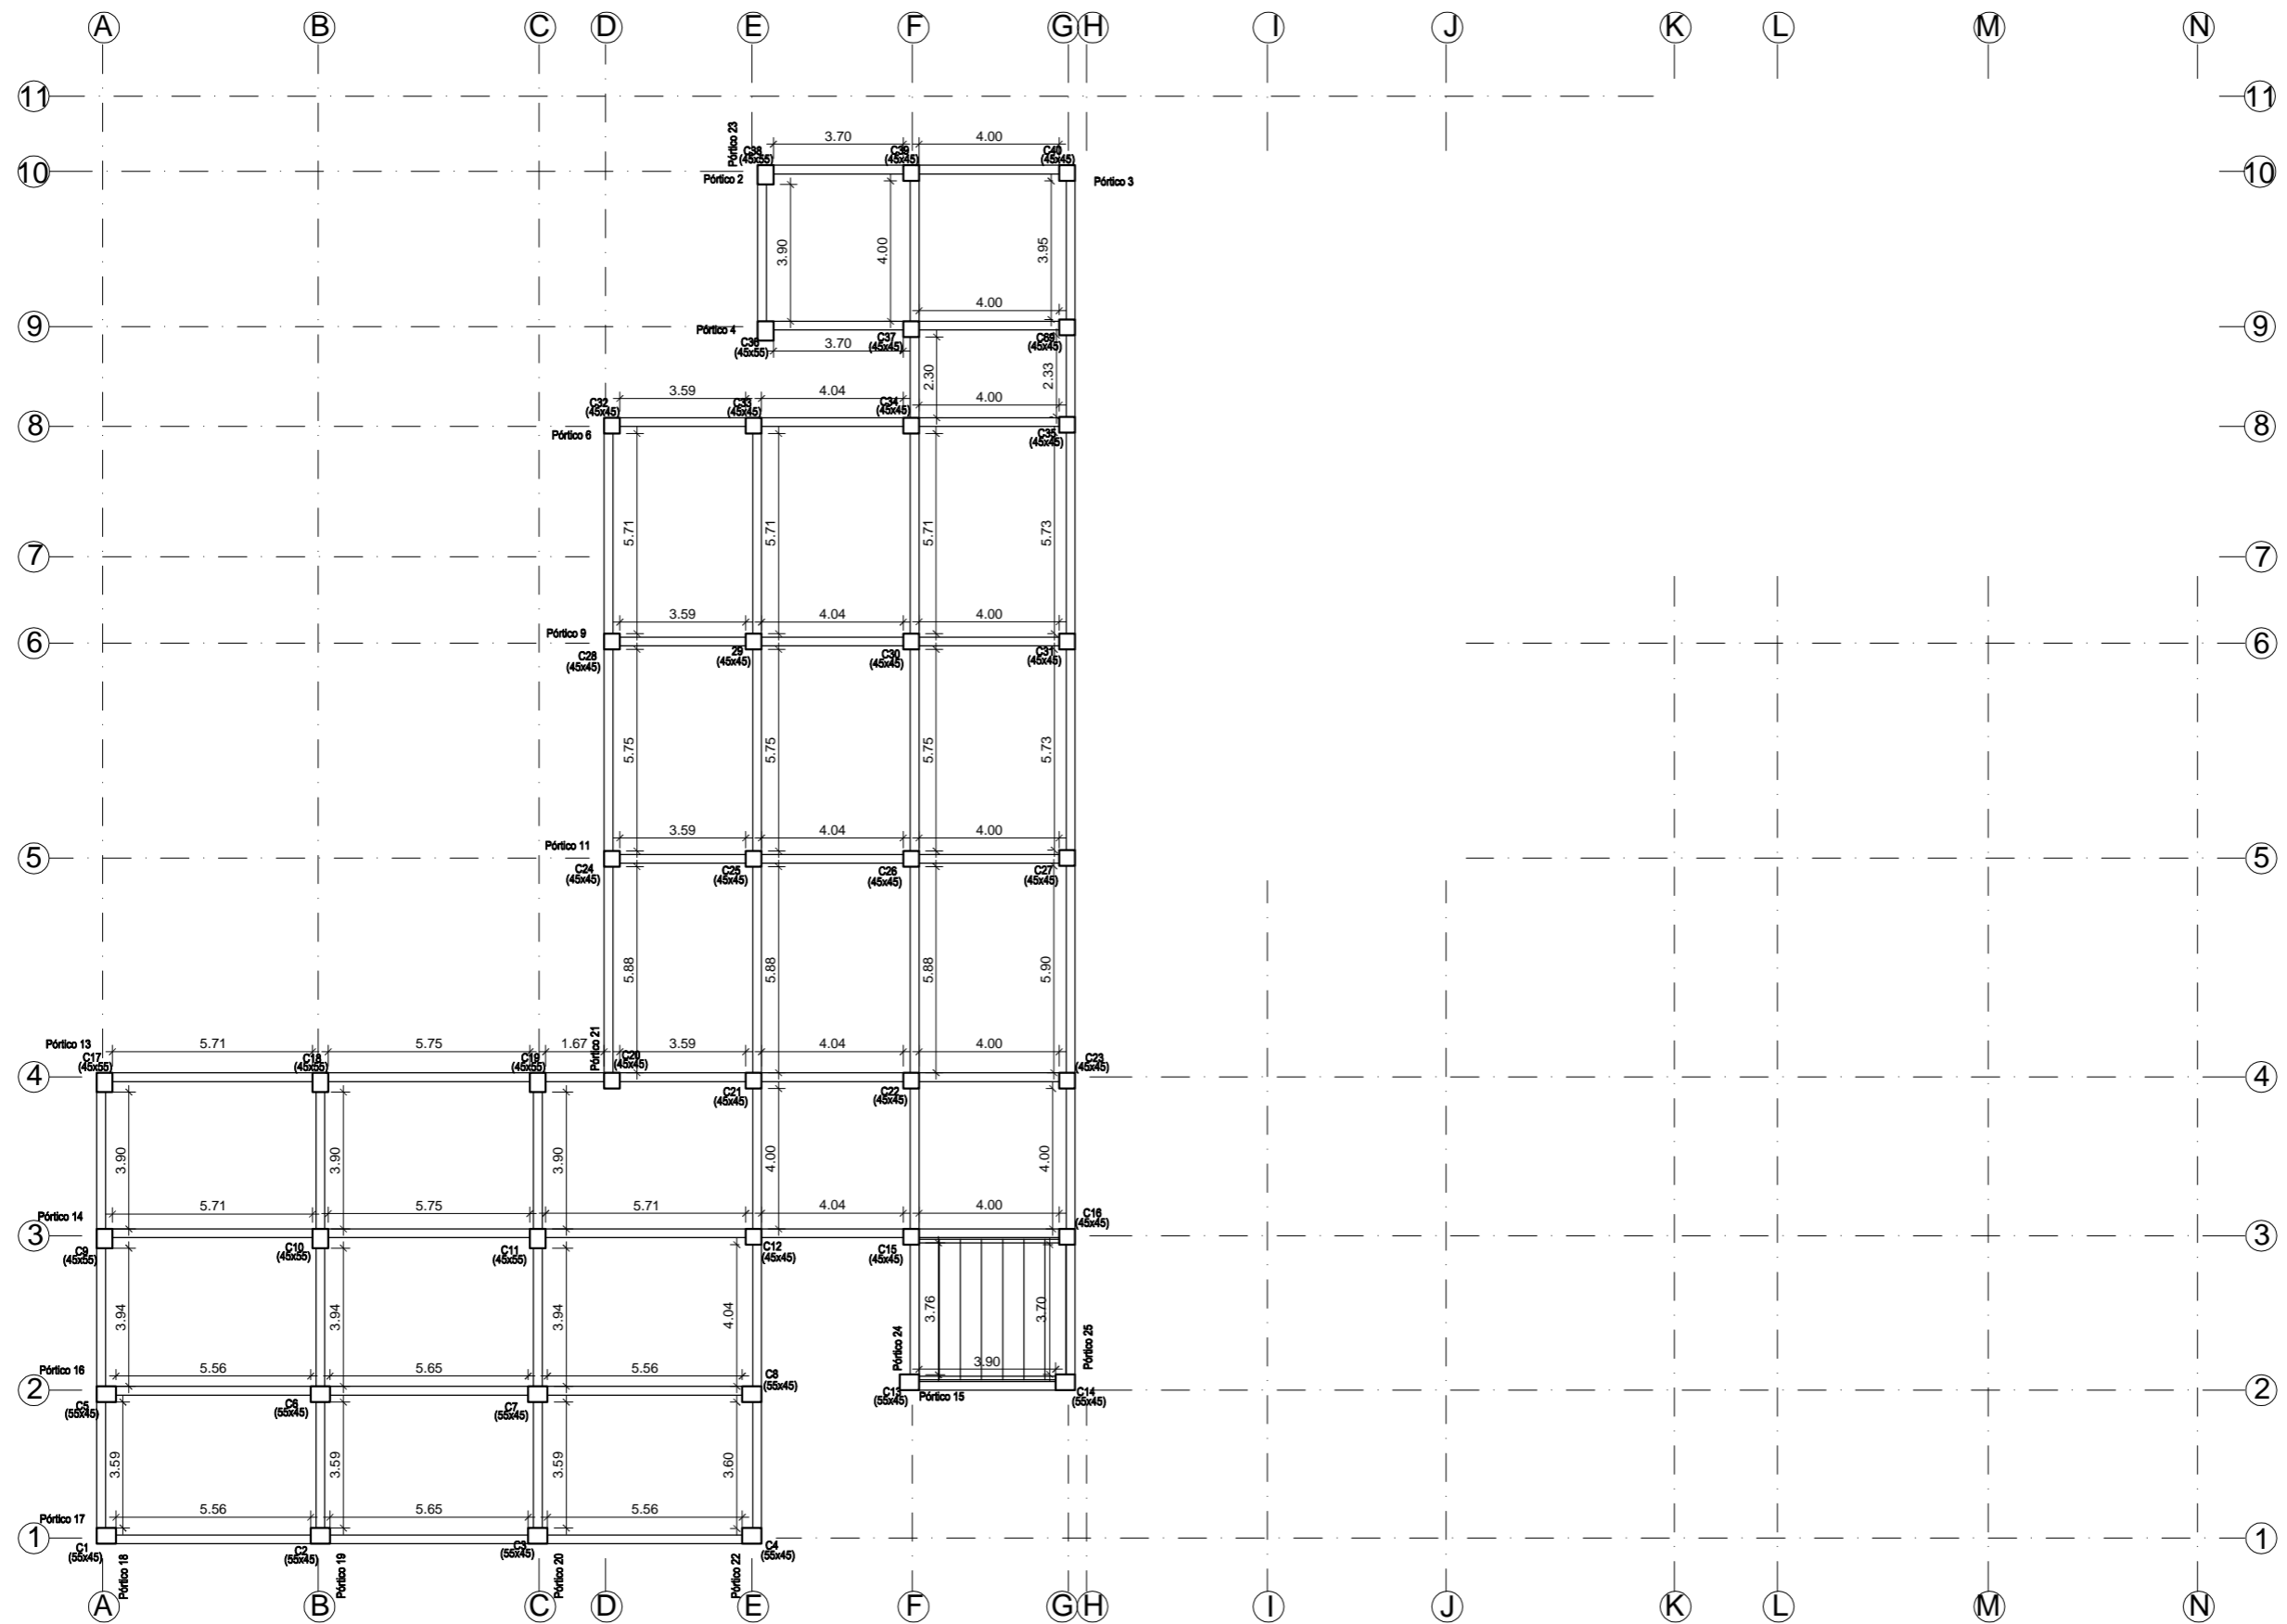 A B C D E F G H I J K L M N
11 11
Pórtico 23
3.70 4.00
C38 C39 C40
(45x55) (45x45) (45x45)
10 10
Pórtico 2 Pórtico 3
3.90 4.00 3.95
4.00
9 9
Pórtico 4
C36 C37 C69
(45x55) (45x45) (45x45)
3.70
2.30 2.33
3.59 4.04 4.00
C32 C33 C34
(45x45) (45x45) (45x45)
8 8
Pórtico 6 C35
(45x45)
5.71 5.71 5.71 5.73
7 7
3.59 4.04 4.00
Pórtico 9
6 6
C28 29 C30 C31
(45x45) (45x45) (45x45) (45x45)
5.75 5.75 5.75 5.73
3.59 4.04 4.00
Pórtico 11
5 5
C24 C25 C26 C27
(45x45) (45x45) (45x45) (45x45)
5.88 5.88 5.88 5.90
Pórtico 21
Pórtico 13 5.71 5.75 1.67 3.59 4.04 4.00
C17 C18 C19 C20 C23
(45x55) (45x55) (45x55) (45x45) (45x45)
4 4
C21 C22
(45x45) (45x45)
3.90 3.90 3.90 4.00 4.00
5.71 5.75 5.71 4.04 4.00
Pórtico 14 C16
(45x45)
3 3
C9 C10 C11 C12 C15
(45x55) (45x55) (45x55) (45x45) (45x45)
3.94 3.94 3.94 4.04 3.76 3.70
Pórtico 24 Pórtico 25
3.90
Pórtico 16 5.56 5.65 5.56 C8
(55x45)
2 2
C5 C6 C7 C13 Pórtico 15 C14
(55x45) (55x45) (55x45) (55x45) (55x45)
3.59 3.59 3.59 3.60
5.56 5.65 5.56
Pórtico 17
1 1
C1 C2 C3 C4
(55x45) (55x45) (55x45) (55x45)
Pórtico 18 Pórtico 19 Pórtico 20 Pórtico 22
A B C D E F G H I J K L M N